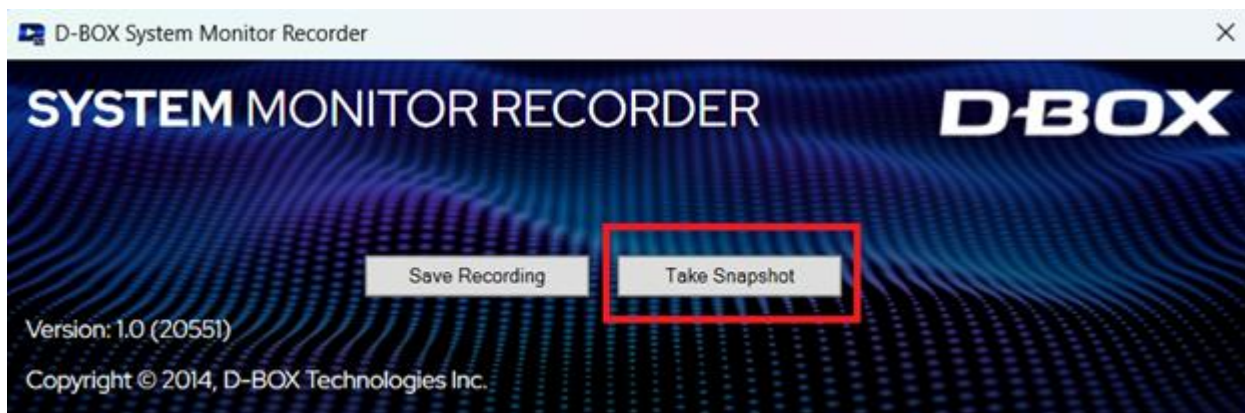 D-BOX System Monitor Recorder
SYSTEM MONITOR RECORDER
D-BOX
Save Recording
Take Snapshot
Version: 1.0 (20551)
Copyright © 2014, D-BOX Technologies Inc.